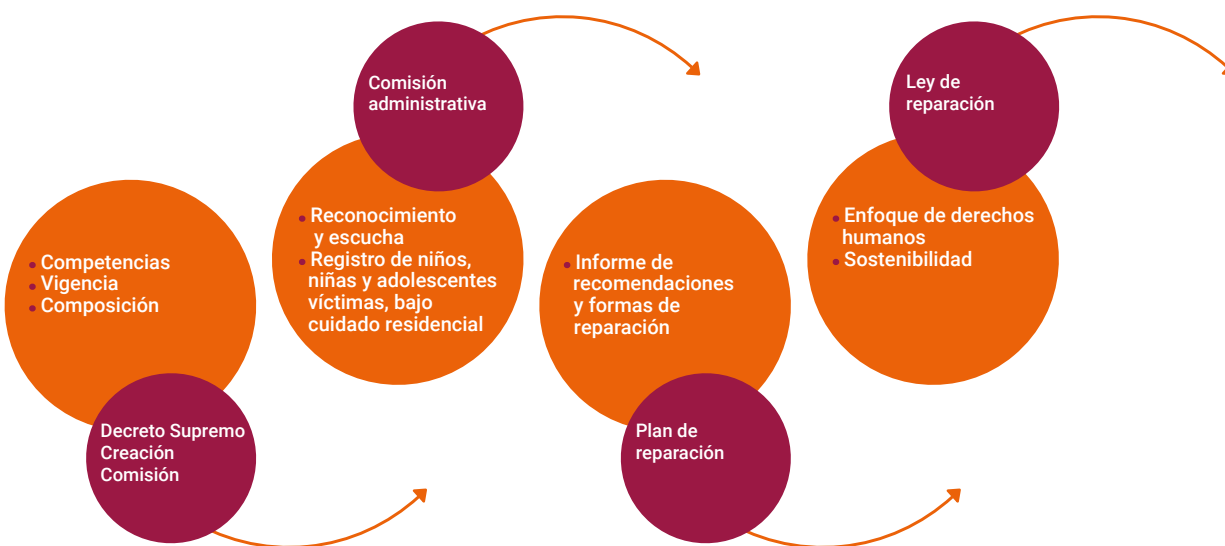 • Competencias
• Vigencia
• Composición
Decreto Supremo
Creación
Comisión
Comisión
administrativa
• Reconocimiento
y escucha
• Registro de niños,
niñas y adolescentes
víctimas, bajo
cuidado residencial
• Informe de
recomendaciones
y formas de
reparación
Plan de
reparación
Ley de
reparación
• Enfoque de derechos
humanos
• Sostenibilidad